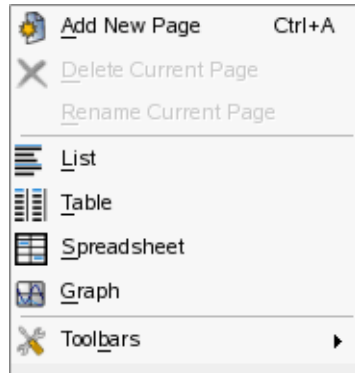 Add New Page Ctrl+A
Delete Current Page
Rename Current Page
List
Table
Spreadsheet
Graph
Toolbars